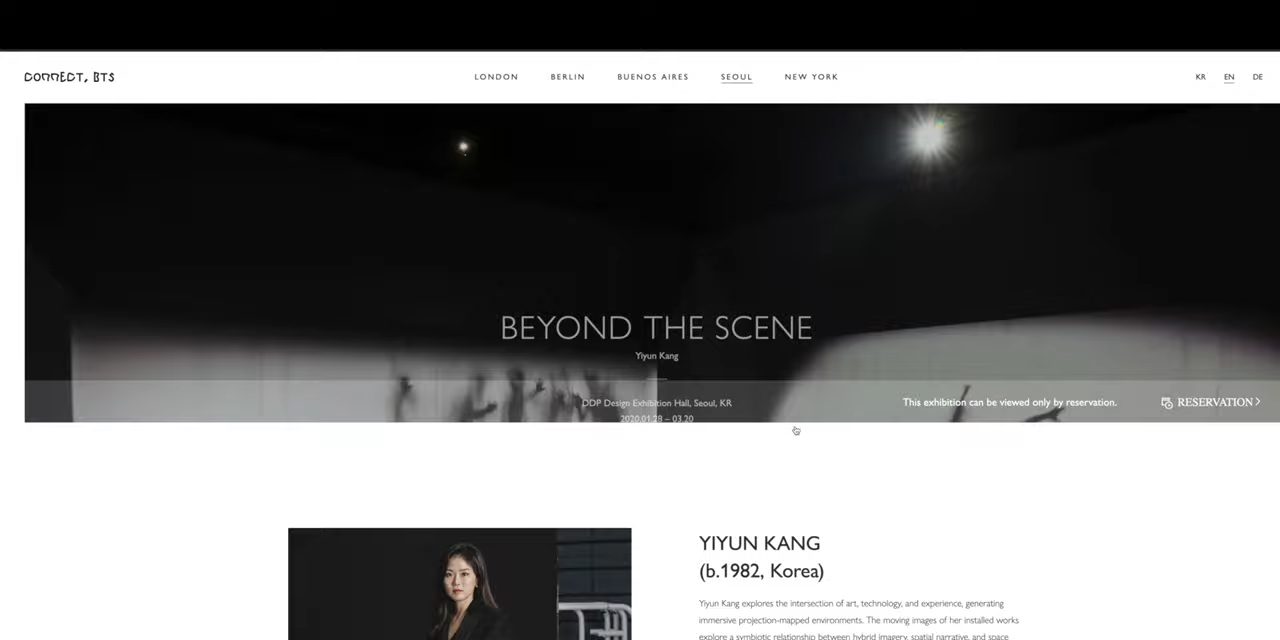 CONNECT, BTS
LONDON BERLIN BUENOS AIRES SEOUL NEW YORK
KR EN DE
BEYOND THE SCENE
Yiyun Kang
DDP Design Exhibition Hall, Seoul, KR
2020.01.28 – 03.20
This exhibition can be viewed only by reservation.
RESERVATION
YIYUN KANG
(b.1982, Korea)
Yiyun Kang explores the intersection of art, technology, and experience, generating
immersive projection-mapped environments. The moving images of her installed works
explore a symbiotic relationship between hybrid imagery, spatial narrative, and space